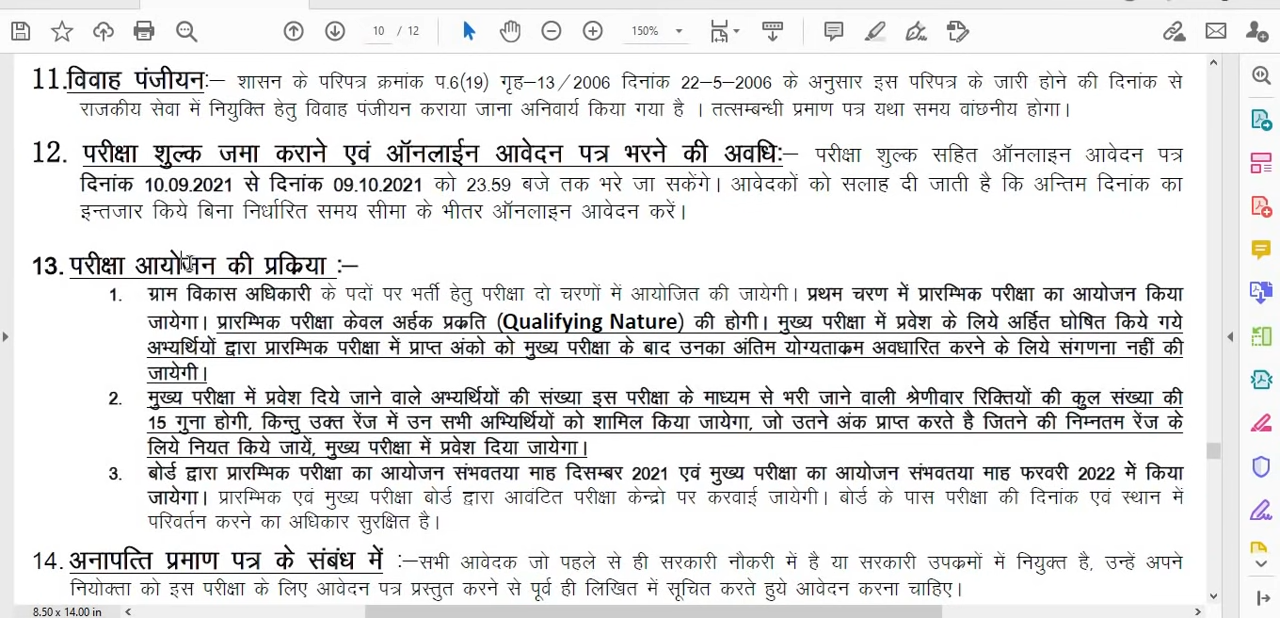 10 / 12
150%
11.विवाह पंजीयन:– शासन के परिपत्र क्रमांक प.6(19) गृह–13/2006 दिनांक 22-5-2006 के अनुसार इस परिपत्र के जारी होने की दिनांक से
राजकीय सेवा में नियुक्ति हेतु विवाह पंजीयन कराया जाना अनिवार्य किया गया है । तत्सम्बन्धी प्रमाण पत्र यथा समय वांछनीय होगा।
12. परीक्षा शुल्क जमा कराने एवं ऑनलाईन आवेदन पत्र भरने की अवधि:– परीक्षा शुल्क सहित ऑनलाइन आवेदन पत्र
दिनांक 10.09.2021 से दिनांक 09.10.2021 को 23.59 बजे तक भरे जा सकेंगे। आवेदकों को सलाह दी जाती है कि अन्तिम दिनांक का
इन्तजार किये बिना निर्धारित समय सीमा के भीतर ऑनलाइन आवेदन करें।
13. परीक्षा आयोजन की प्रक्रिया :–
1. ग्राम विकास अधिकारी के पदों पर भर्ती हेतु परीक्षा दो चरणों में आयोजित की जायेगी। प्रथम चरण में प्रारम्भिक परीक्षा का आयोजन किया
जायेगा। प्रारम्भिक परीक्षा केवल अर्हक प्रकृति (Qualifying Nature) की होगी। मुख्य परीक्षा में प्रवेश के लिये अर्हित घोषित किये गये
अभ्यर्थियों द्वारा प्रारम्भिक परीक्षा में प्राप्त अंको को मुख्य परीक्षा के बाद उनका अंतिम योग्यताक्रम अवधारित करने के लिये संगणना नहीं की
जायेगी।
2. मुख्य परीक्षा में प्रवेश दिये जाने वाले अभ्यर्थियों की संख्या इस परीक्षा के माध्यम से भरी जाने वाली श्रेणीवार रिक्तियों की कुल संख्या की
15 गुना होगी, किन्तु उक्त रेंज में उन सभी अभ्यिर्थियों को शामिल किया जायेगा, जो उतने अंक प्राप्त करते है जितने की निम्नतम रेंज के
लिये नियत किये जायें, मुख्य परीक्षा में प्रवेश दिया जायेगा।
3. बोर्ड द्वारा प्रारम्भिक परीक्षा का आयोजन संभवतया माह दिसम्बर 2021 एवं मुख्य परीक्षा का आयोजन संभवतया माह फरवरी 2022 में किया
जायेगा। प्रारम्भिक एवं मुख्य परीक्षा बोर्ड द्वारा आवंटित परीक्षा केन्द्रो पर करवाई जायेगी। बोर्ड के पास परीक्षा की दिनांक एवं स्थान में
परिवर्तन करने का अधिकार सुरक्षित है।
14. अनापत्ति प्रमाण पत्र के संबंध में :–सभी आवेदक जो पहले से ही सरकारी नौकरी में है या सरकारी उपक्रमों में नियुक्त है, उन्हें अपने
नियोक्ता को इस परीक्षा के लिए आवेदन पत्र प्रस्तुत करने से पूर्व ही लिखित में सूचित करते हुये आवेदन करना चाहिए।
8.50 x 14.00 in